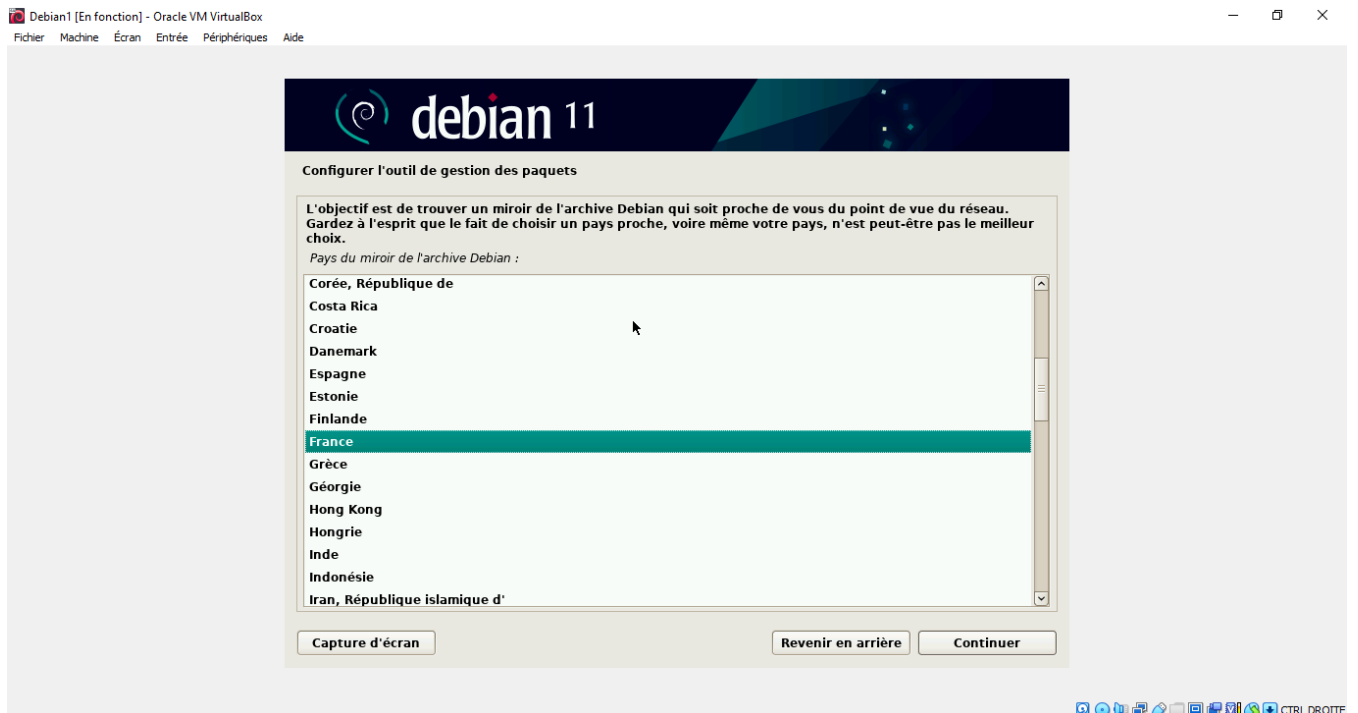 Debian1 [En fonction] - Oracle VM VirtualBox
Fichier Machine Écran Entrée Périphériques Aide
debian 11
Configurer l'outil de gestion des paquets
L'objectif est de trouver un miroir de l'archive Debian qui soit proche de vous du point de vue du réseau.
Gardez à l'esprit que le fait de choisir un pays proche, voire même votre pays, n'est peut-être pas le meilleur
choix.
Pays du miroir de l'archive Debian :
Corée, République de
Costa Rica
Croatie
Danemark
Espagne
Estonie
Finlande
France
Grèce
Géorgie
Hong Kong
Hongrie
Inde
Indonésie
Iran, République islamique d'
Capture d'écran Revenir en arrière Continuer
CTRL DROITE